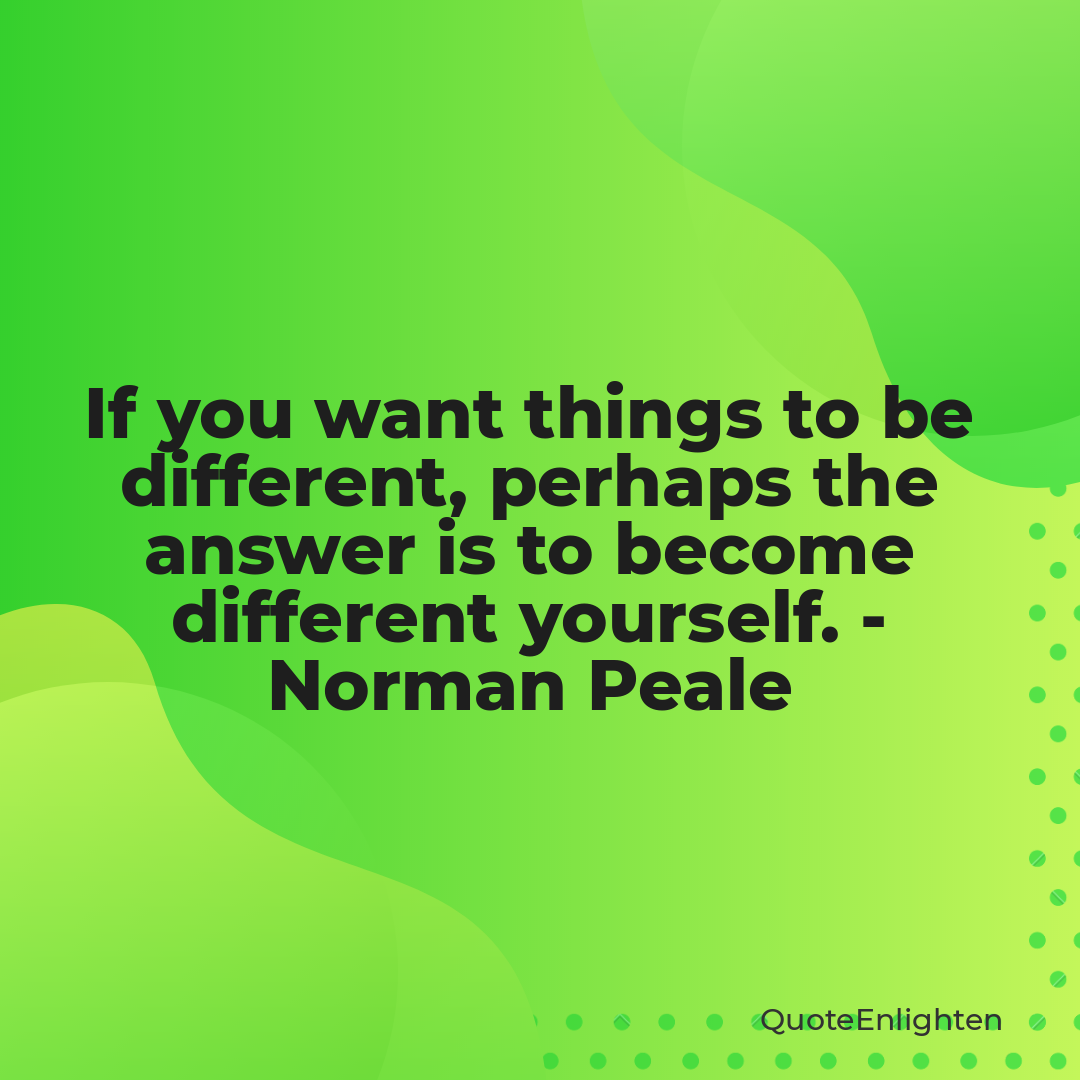 If you want things to be
different, perhaps the
answer is to become
different yourself. -
Norman Peale
QuoteEnlighten